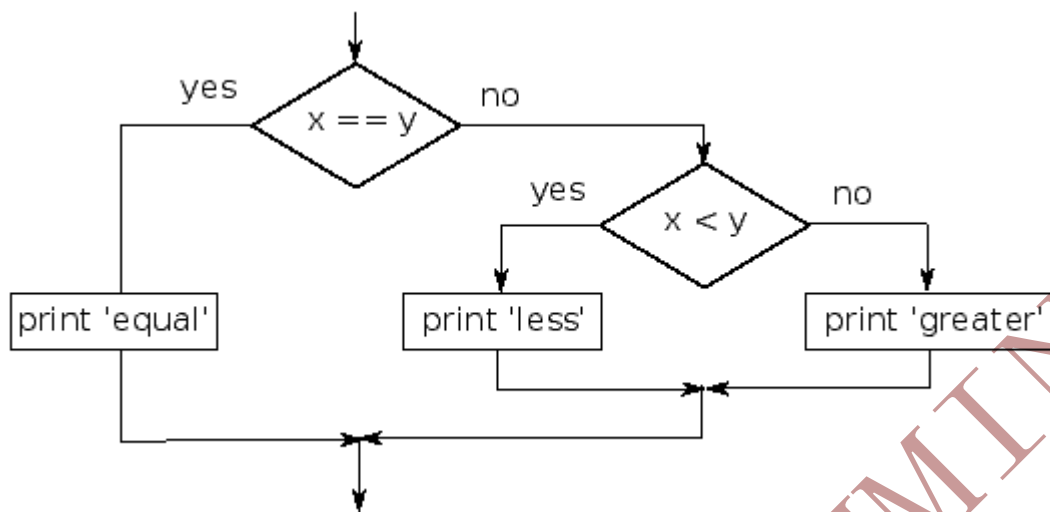 yes
x == y
no
yes
x < y
no
print 'equal'
print 'less'
print 'greater'